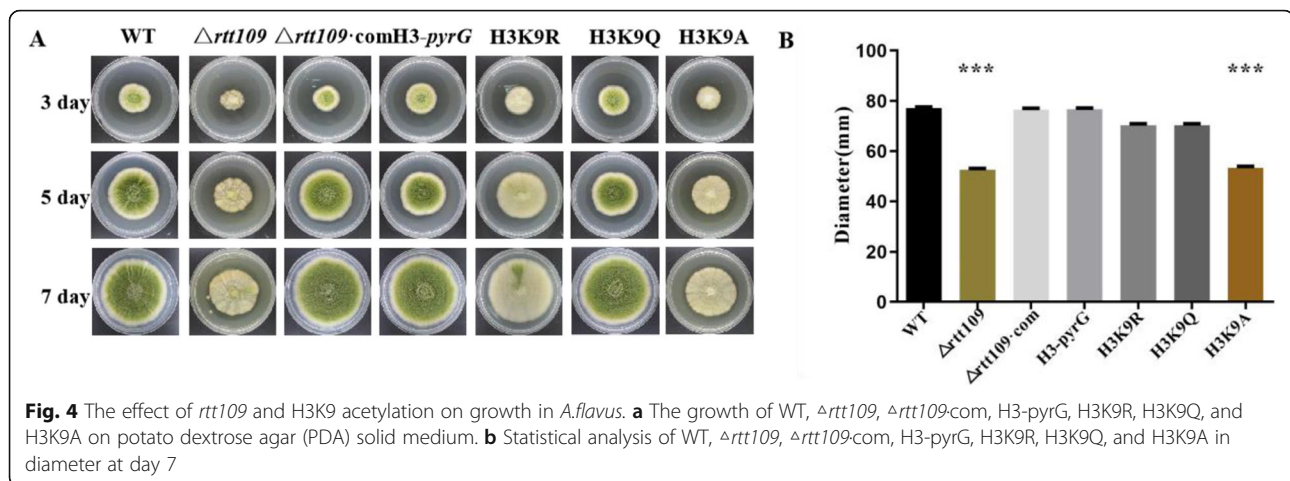 A
WT △rtt109 △rtt109·comH3-pyrG H3K9R H3K9Q H3K9A
3 day
5 day
7 day
B
Diameter(mm)
100
80
60
40
20
0
*** ***
WT △rtt109 △rtt109·com H3-pyrG H3K9R H3K9Q H3K9A
Fig. 4 The effect of rtt109 and H3K9 acetylation on growth in A.flavus. a The growth of WT, △rtt109, △rtt109·com, H3-pyrG, H3K9R, H3K9Q, and
H3K9A on potato dextrose agar (PDA) solid medium. b Statistical analysis of WT, △rtt109, △rtt109·com, H3-pyrG, H3K9R, H3K9Q, and H3K9A in
diameter at day 7